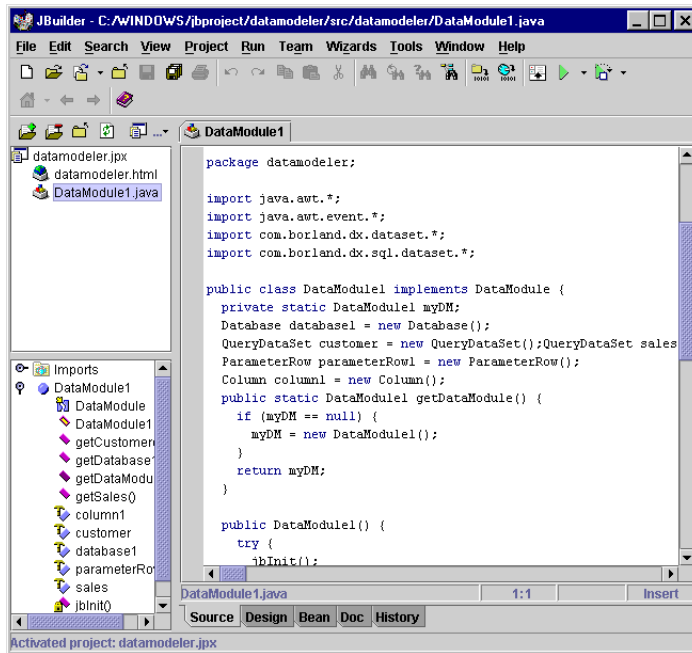 JBuilder - C:/WINDOWS/jbproject/datamodeler/src/datamodeler/DataModule1.java
File Edit Search View Project Run Team Wizards Tools Window Help
... DataModule1
datamodeler.jpx
datamodeler.html
DataModule1.java
package datamodeler;
import java.awt.*;
import java.awt.event.*;
import com.borland.dx.dataset.*;
import com.borland.dx.sql.dataset.*;
public class DataModule1 implements DataModule {
private static DataModule1 myDM;
Database database1 = new Database();
QueryDataSet customer = new QueryDataSet();QueryDataSet sales
ParameterRow parameterRow1 = new ParameterRow();
Column column1 = new Column();
public static DataModule1 getDataModule() {
if (myDM == null) {
myDM = new DataModule1();
}
return myDM;
}
public DataModule1() {
try {
jbInit();
Imports
DataModule1
DataModule
DataModule1
getCustomer(
getDatabase1
getDataModu
getSales()
column1
customer
database1
parameterRo
sales
jbInit()
DataModule1.java 1:1 Insert
Source Design Bean Doc History
Activated project: datamodeler.jpx